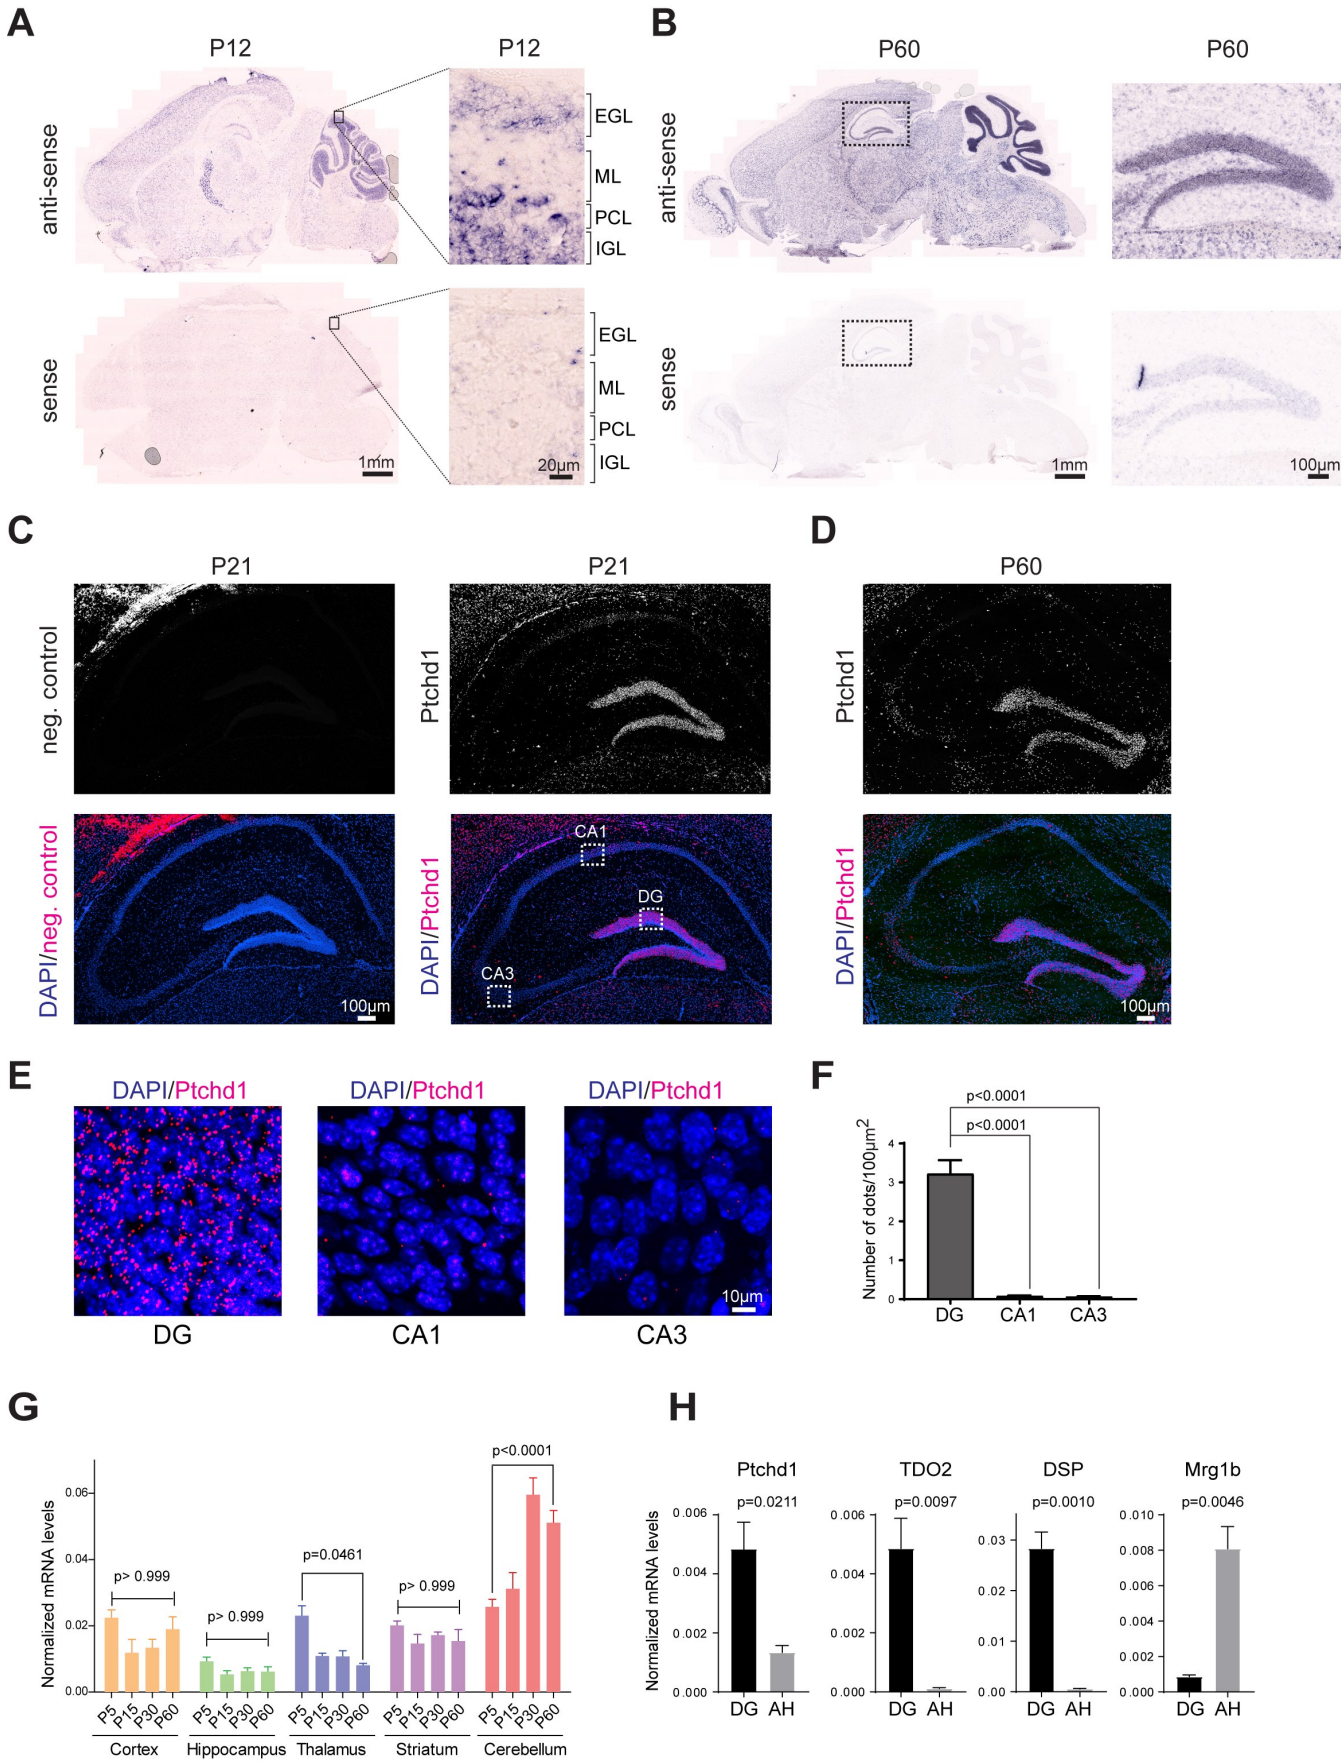 A
P12
P12
anti-sense
EGL
ML
PCL
IGL
sense
EGL
ML
PCL
IGL
1mm
20µm
B
P60
P60
anti-sense
sense
1mm
100µm
C
P21
P21
neg. control
Ptchd1
DAPI/neg. control
100µm
DAPI/Ptchd1
CA1
DG
CA3
D
P60
Ptchd1
DAPI/Ptchd1
100µm
E
DAPI/Ptchd1
DAPI/Ptchd1
DAPI/Ptchd1
10µm
DG
CA1
CA3
F
p<0.0001
p<0.0001
Number of dots/100µm2
4
3
2
1
0
DG
CA1
CA3
G
Normalized mRNA levels
0.06
0.04
0.02
0.00
p> 0.999
p> 0.999
p=0.0461
p> 0.999
p<0.0001
P5 P15 P30 P60
P5 P15 P30 P60
P5 P15 P30 P60
P5 P15 P30 P60
P5 P15 P30 P60
Cortex
Hippocampus
Thalamus
Striatum
Cerebellum
H
Normalized mRNA levels
Ptchd1
p=0.0211
0.006
0.004
0.002
0.000
DG AH
TDO2
p=0.0097
0.006
0.004
0.002
0.000
DG AH
DSP
p=0.0010
0.03
0.02
0.01
0.00
DG AH
Mrg1b
p=0.0046
0.010
0.008
0.006
0.004
0.002
0.000
DG AH